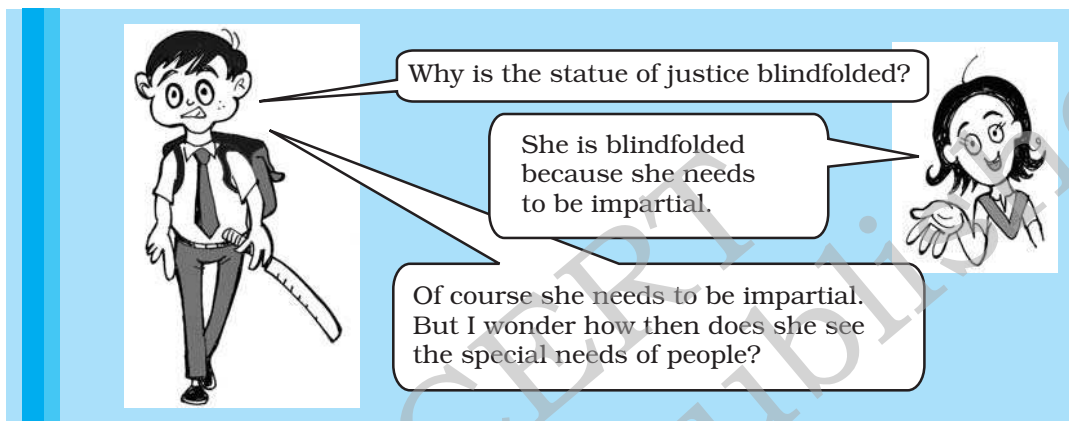 Why is the statue of justice blindfolded?
She is blindfolded
because she needs
to be impartial.
Of course she needs to be impartial.
But I wonder how then does she see
the special needs of people?